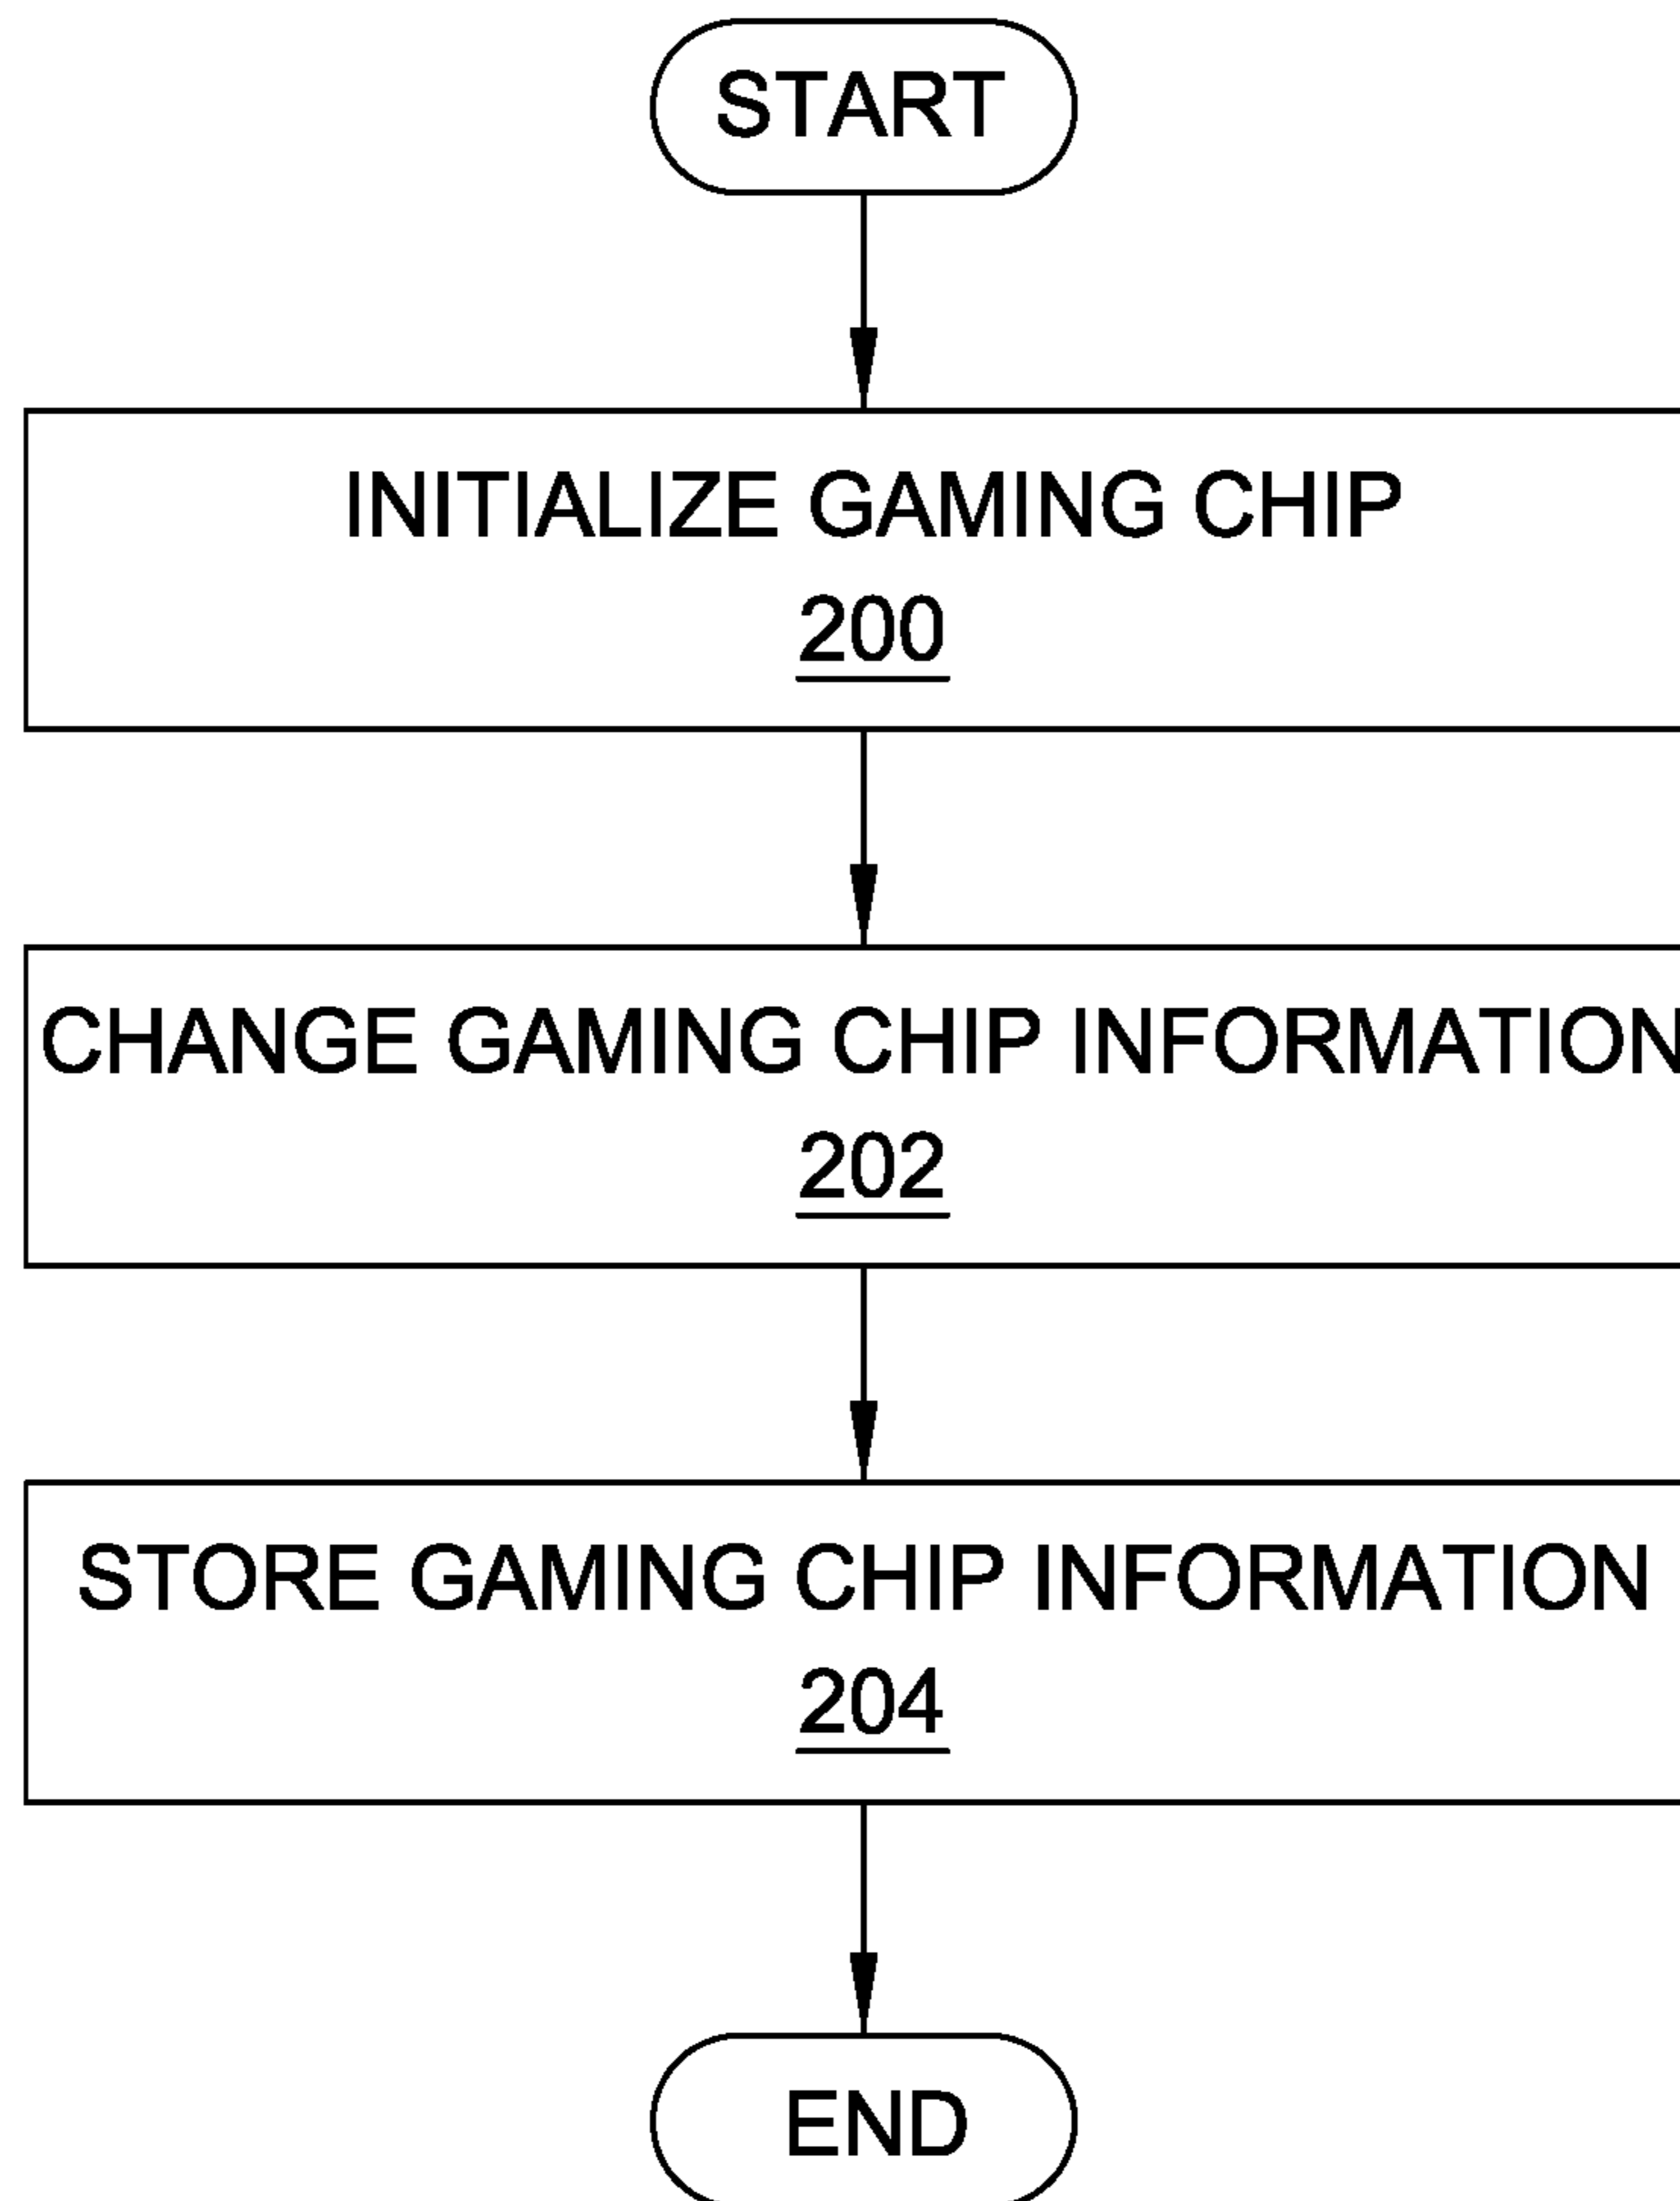 START
INITIALIZE GAMING CHIP
200
CHANGE GAMING CHIP INFORMATION
202
STORE GAMING CHIP INFORMATION
204
END